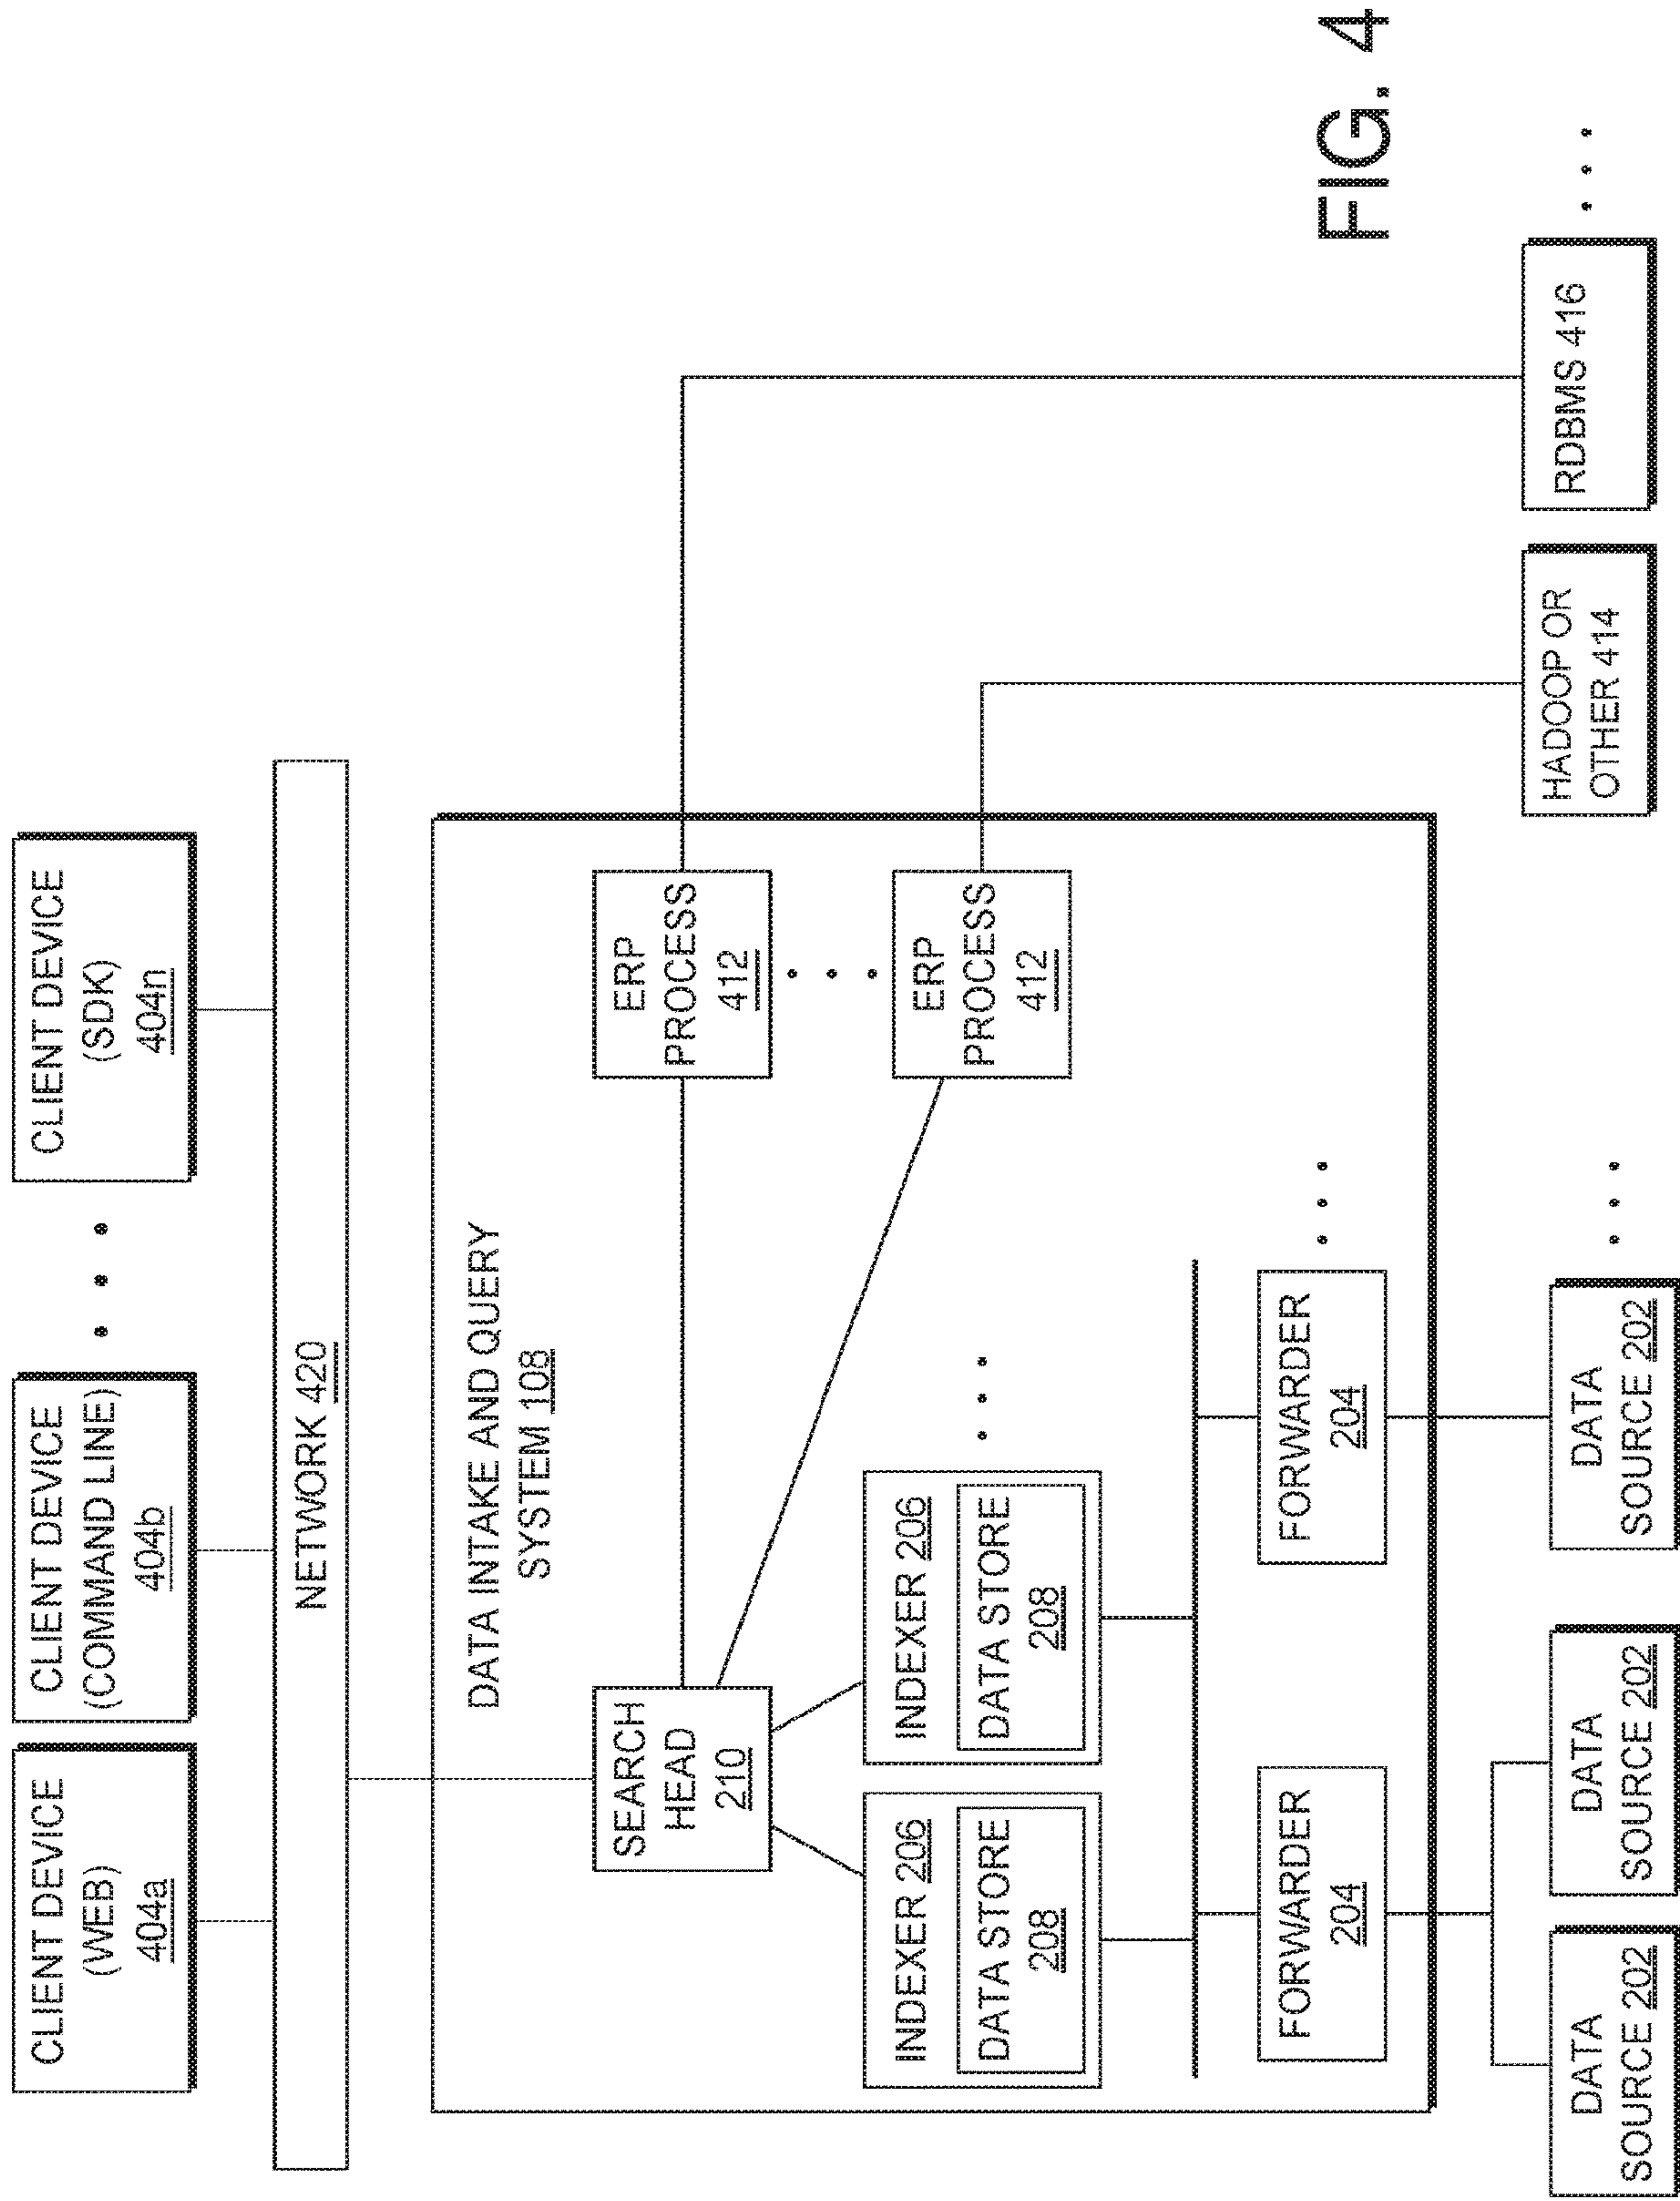 CLIENT DEVICE
(WEB)
404a
CLIENT DEVICE
(COMMAND LINE)
404b
CLIENT DEVICE
(SDK)
404n
NETWORK 420
DATA INTAKE AND QUERY
SYSTEM 108
SEARCH
HEAD
210
ERP
PROCESS
412
ERP
PROCESS
412
INDEXER 206
DATA STORE
208
INDEXER 206
DATA STORE
208
FORWARDER
204
FORWARDER
204
DATA
SOURCE 202
DATA
SOURCE 202
DATA
SOURCE 202
HADOOP OR
OTHER 414
RDBMS 416
FIG. 4